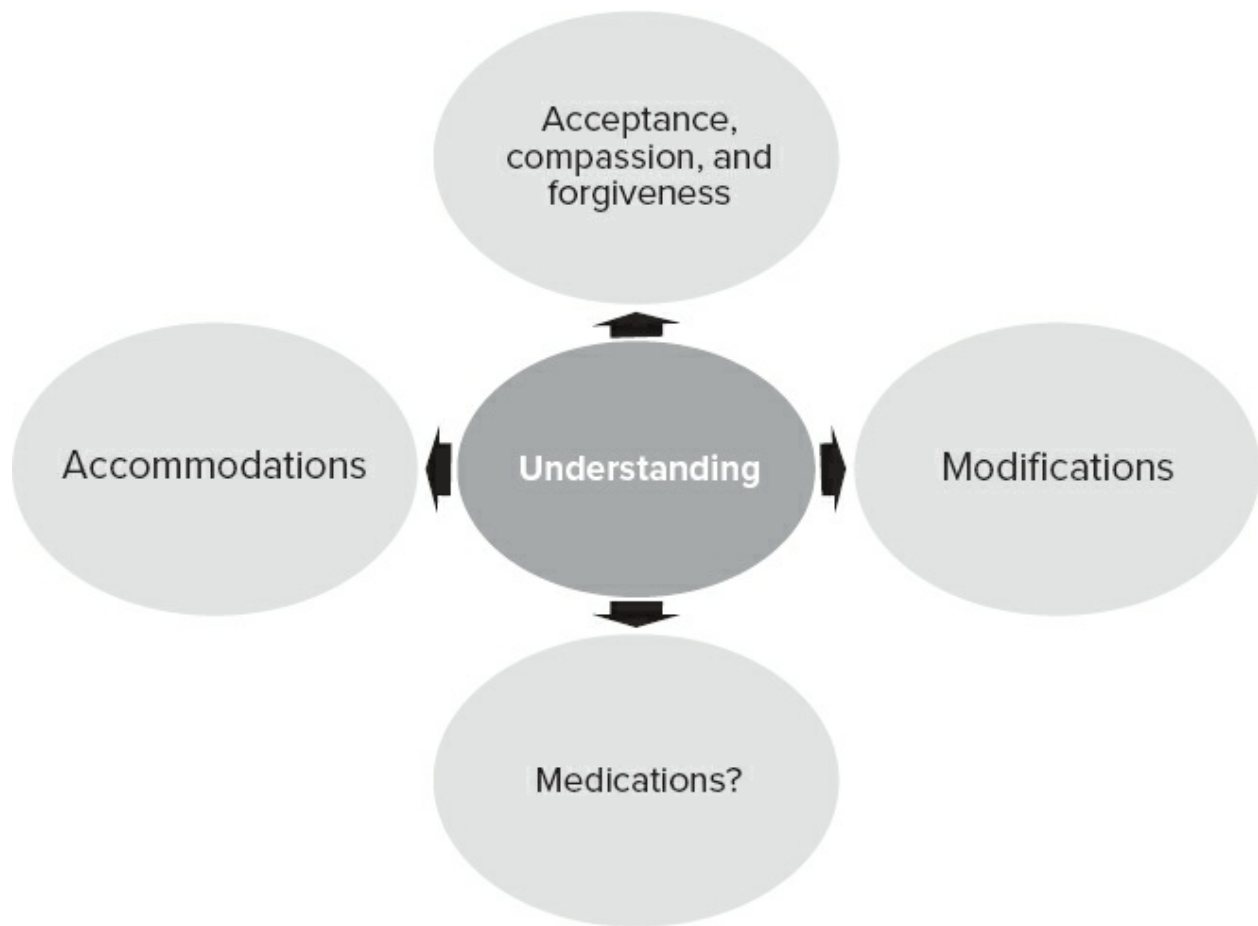 Acceptance,
compassion, and
forgiveness
Accommodations
Understanding
Modifications
Medications?